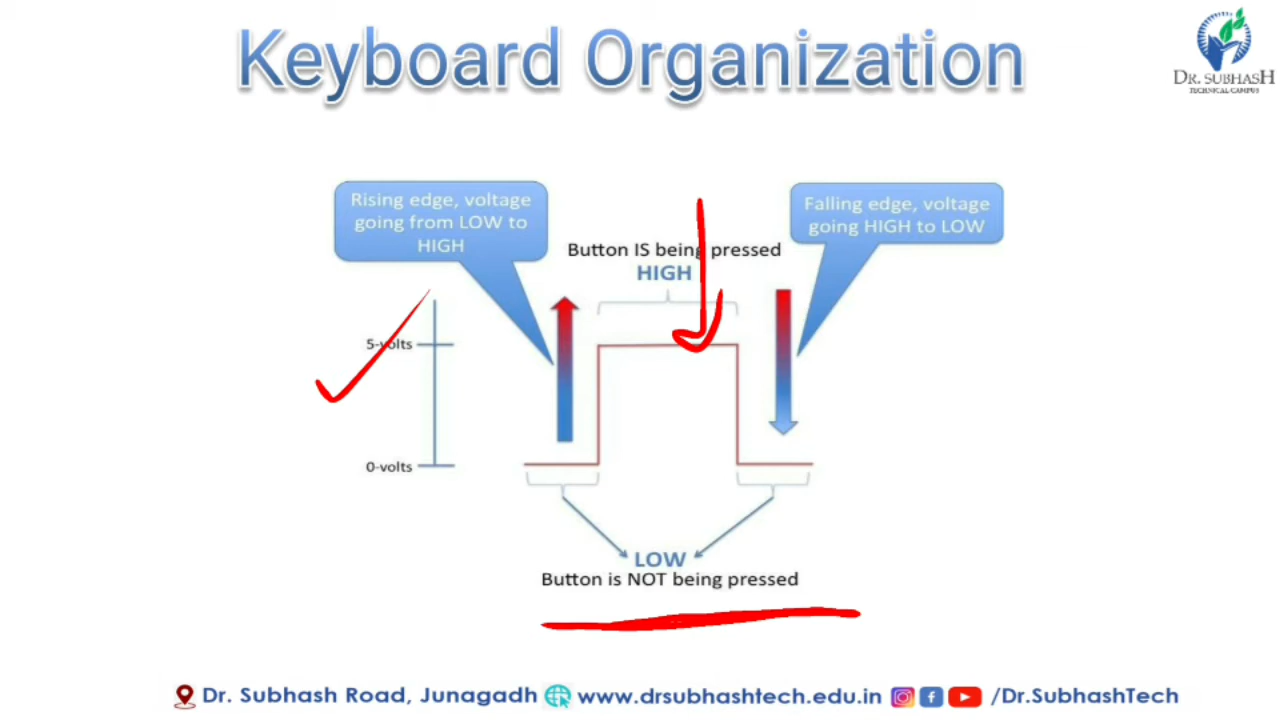 Keyboard Organization
DR. SUBHASH
TECHNICAL CAMPUS
Rising edge, voltage
going from LOW to
HIGH
Falling edge, voltage
going HIGH to LOW
Button IS being pressed
HIGH
5-volts
0-volts
LOW
Button is NOT being pressed
Dr. Subhash Road, Junagadh www.drsubhashtech.edu.in /Dr.SubhashTech